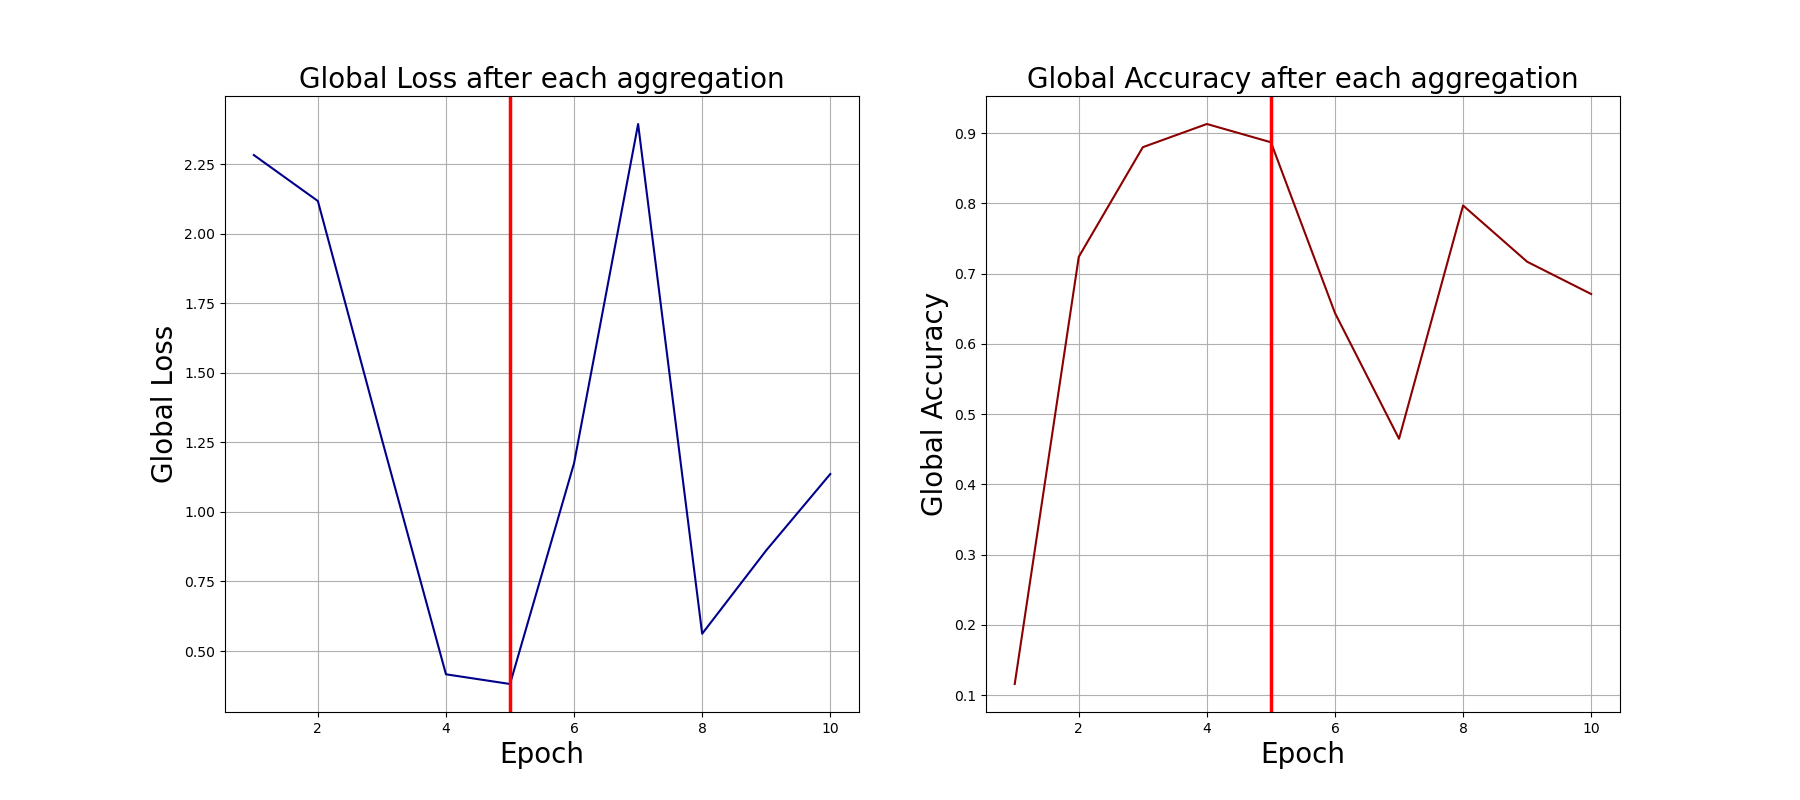 Global Loss after each aggregation
Global Loss
2.25
2.00
1.75
1.50
1.25
1.00
0.75
0.50
2 4 6 8 10
Epoch
Global Accuracy after each aggregation
Global Accuracy
0.9
0.8
0.7
0.6
0.5
0.4
0.3
0.2
0.1
2 4 6 8 10
Epoch